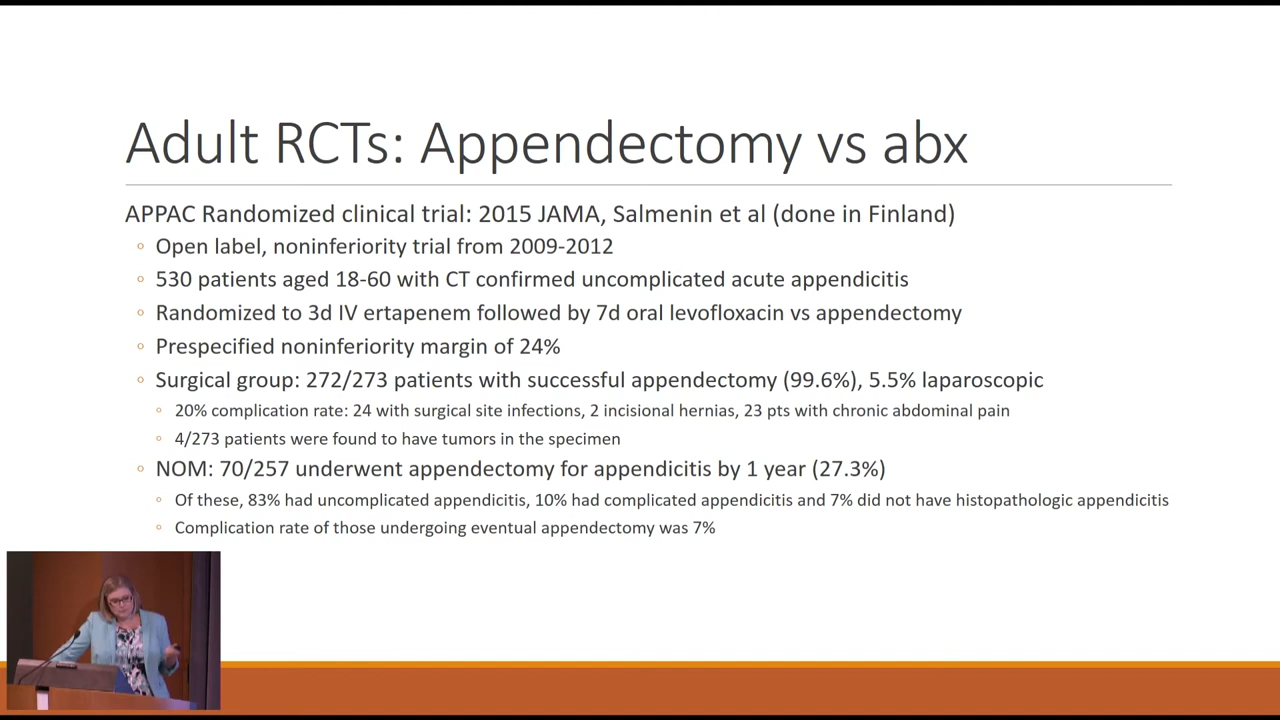 Adult RCTs: Appendectomy vs abx
APPAC Randomized clinical trial: 2015 JAMA, Salmenin et al (done in Finland)
◦ Open label, noninferiority trial from 2009-2012
◦ 530 patients aged 18-60 with CT confirmed uncomplicated acute appendicitis
◦ Randomized to 3d IV ertapenem followed by 7d oral levofloxacin vs appendectomy
◦ Prespecified noninferiority margin of 24%
◦ Surgical group: 272/273 patients with successful appendectomy (99.6%), 5.5% laparoscopic
◦ 20% complication rate: 24 with surgical site infections, 2 incisional hernias, 23 pts with chronic abdominal pain
◦ 4/273 patients were found to have tumors in the specimen
◦ NOM: 70/257 underwent appendectomy for appendicitis by 1 year (27.3%)
◦ Of these, 83% had uncomplicated appendicitis, 10% had complicated appendicitis and 7% did not have histopathologic appendicitis
◦ Complication rate of those undergoing eventual appendectomy was 7%